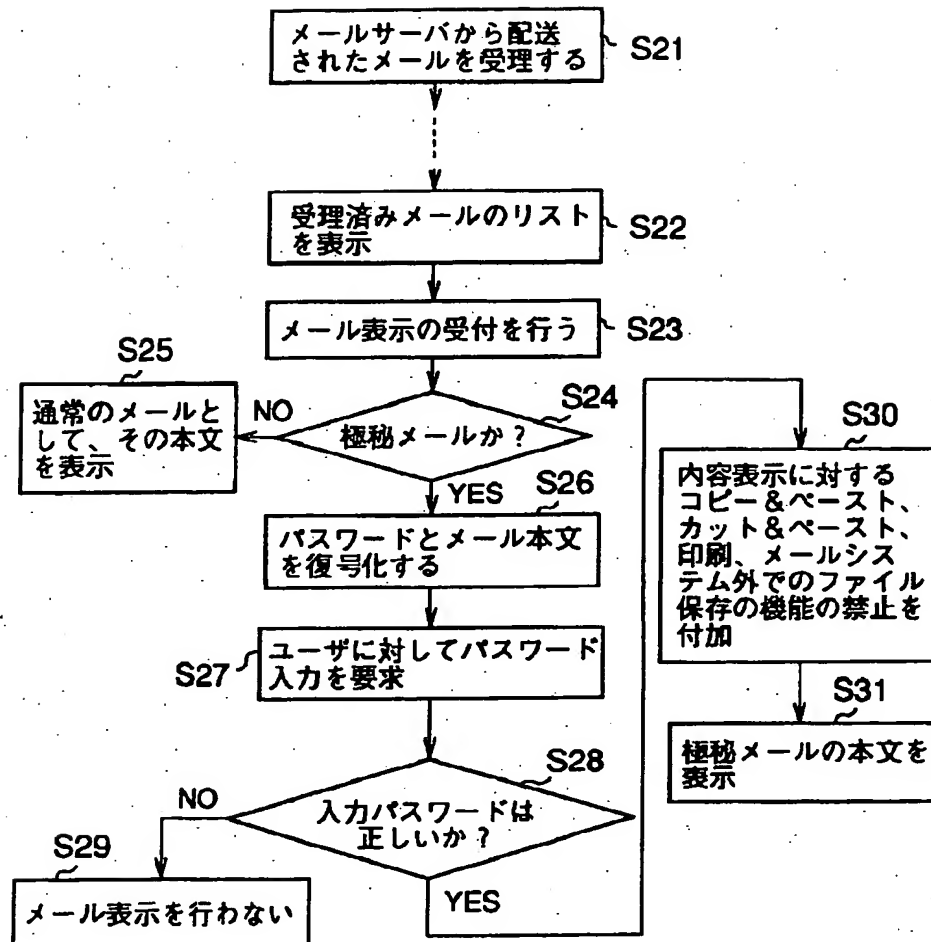 メールサーバから配送
されたメールを受理する
S21
受理済みメールのリスト
を表示
S22
メール表示の受付を行う
S23
S24
極秘メールか？
NO
YES
S25
通常のメールと
して、その本文
を表示
S26
パスワードとメール本文
を復号化する
S27
ユーザに対してパスワード
入力を要求
S28
入力パスワードは
正しいか？
NO
YES
S29
メール表示を行わない
S30
内容表示に対する
コピー＆ペースト、
カット＆ペースト、
印刷、メールシス
テム外でのファイル
保存の機能の禁止を
付加
S31
極秘メールの本文を
表示